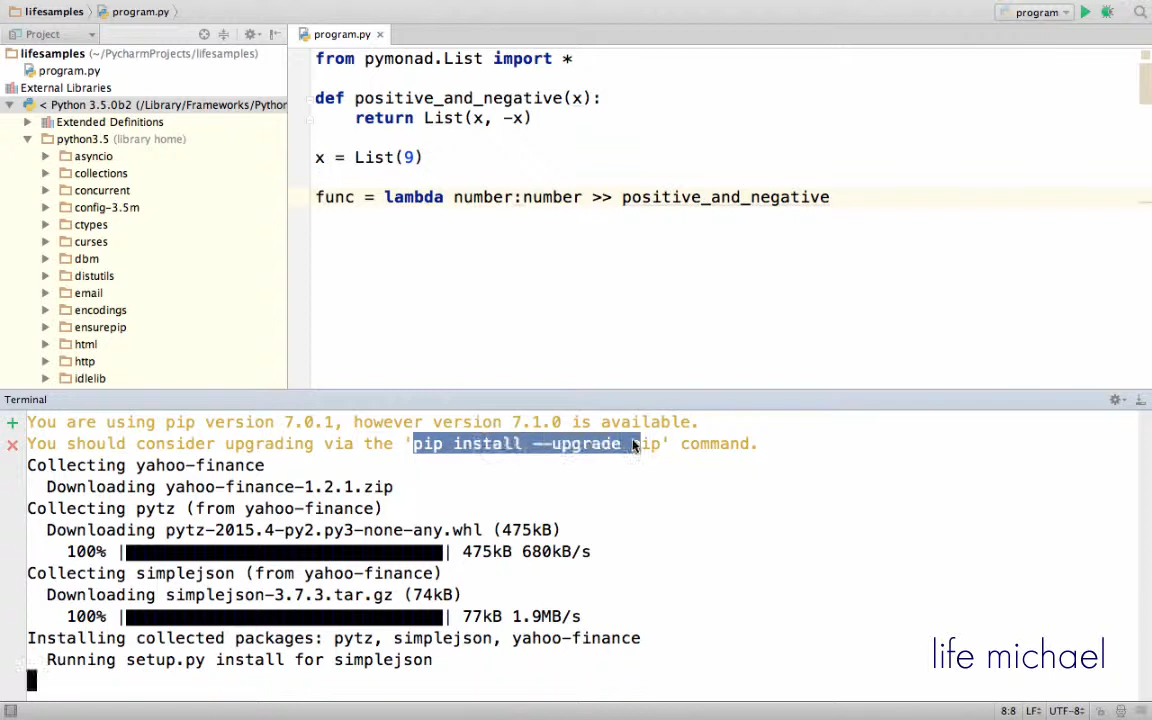 lifesamples program.py program
Project program.py ×
lifesamples (~/PycharmProjects/lifesamples)
program.py
External Libraries
< Python 3.5.0b2 (/Library/Frameworks/Python
Extended Definitions
python3.5 (library home)
asyncio
collections
concurrent
config-3.5m
ctypes
curses
dbm
distutils
email
encodings
ensurepip
html
http
idlelib
from pymonad.List import *
def positive_and_negative(x):
return List(x, -x)
x = List(9)
func = lambda number:number >> positive_and_negative
Terminal
You are using pip version 7.0.1, however version 7.1.0 is available.
You should consider upgrading via the 'pip install --upgrade pip' command.
Collecting yahoo-finance
Downloading yahoo-finance-1.2.1.zip
Collecting pytz (from yahoo-finance)
Downloading pytz-2015.4-py2.py3-none-any.whl (475kB)
100% || 475kB 680kB/s
Collecting simplejson (from yahoo-finance)
Downloading simplejson-3.7.3.tar.gz (74kB)
100% || 77kB 1.9MB/s
Installing collected packages: pytz, simplejson, yahoo-finance
Running setup.py install for simplejson
life michael
8:8 LF÷ UTF-8÷